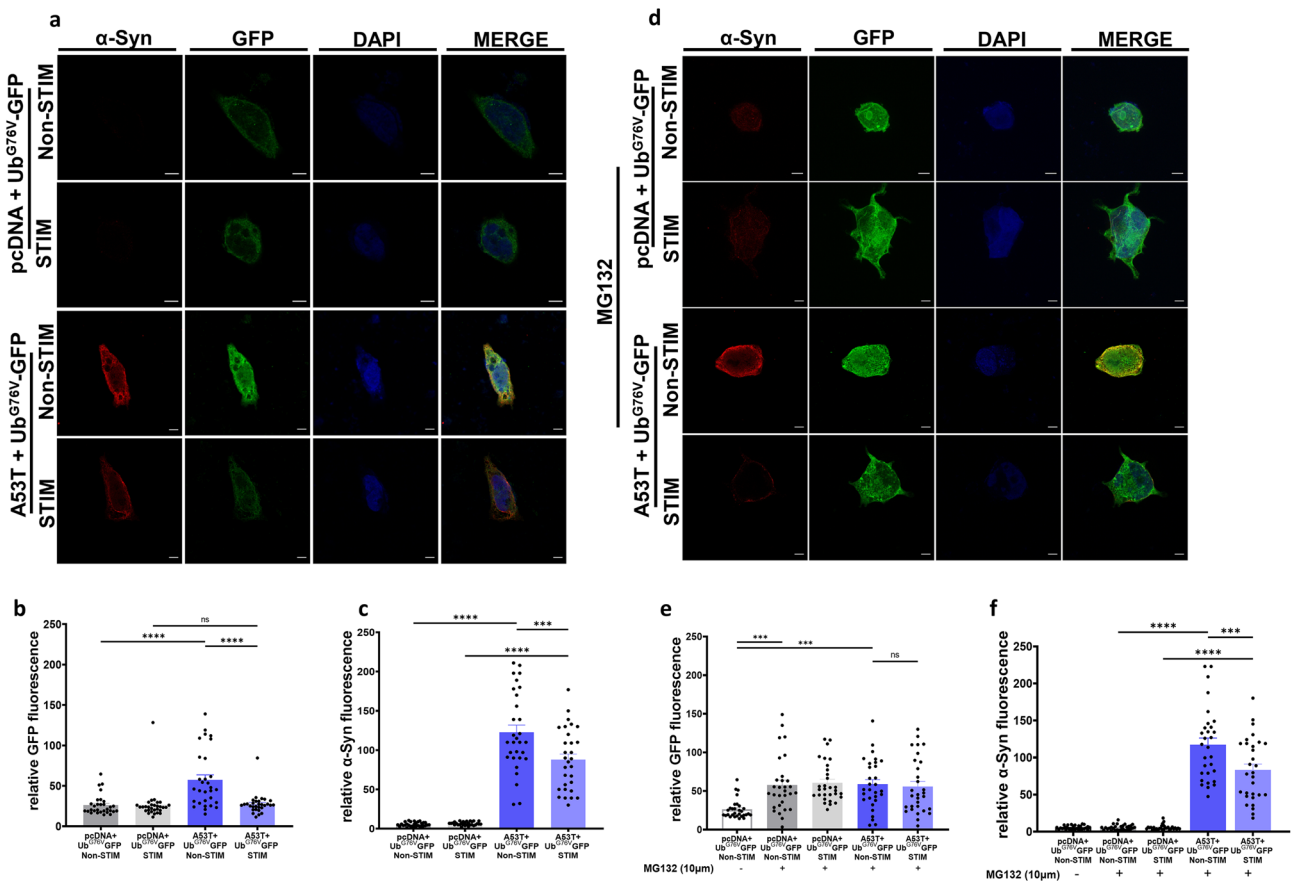 a
α-Syn GFP DAPI MERGE
pcDNA + Ub^G76V-GFP
Non-STIM
STIM
A53T + Ub^G76V-GFP
Non-STIM
STIM
d
α-Syn GFP DAPI MERGE
MG132
pcDNA + Ub^G76V-GFP
Non-STIM
STIM
A53T + Ub^G76V-GFP
Non-STIM
STIM
b
relative GFP fluorescence
250
200
150
100
50
0
ns
**** ****
pcDNA+ pcDNA+ A53T+ A53T+
Ub^G76V GFP Ub^G76V GFP Ub^G76V GFP Ub^G76V GFP
Non-STIM STIM Non-STIM STIM
c
relative α-Syn fluorescence
250
200
150
100
50
0
**** ***
****
pcDNA+ pcDNA+ A53T+ A53T+
Ub^G76V GFP Ub^G76V GFP Ub^G76V GFP Ub^G76V GFP
Non-STIM STIM Non-STIM STIM
e
relative GFP fluorescence
250
200
150
100
50
0
*** ***
ns
pcDNA+ pcDNA+ pcDNA+ A53T+ A53T+
Ub^G76V GFP Ub^G76V GFP Ub^G76V GFP Ub^G76V GFP Ub^G76V GFP
Non-STIM Non-STIM STIM Non-STIM STIM
MG132 (10μm) - + + + +
f
relative α-Syn fluorescence
250
200
150
100
50
0
**** ***
****
pcDNA+ pcDNA+ pcDNA+ A53T+ A53T+
Ub^G76V GFP Ub^G76V GFP Ub^G76V GFP Ub^G76V GFP Ub^G76V GFP
Non-STIM Non-STIM STIM Non-STIM STIM
MG132 (10μm) - + + + +